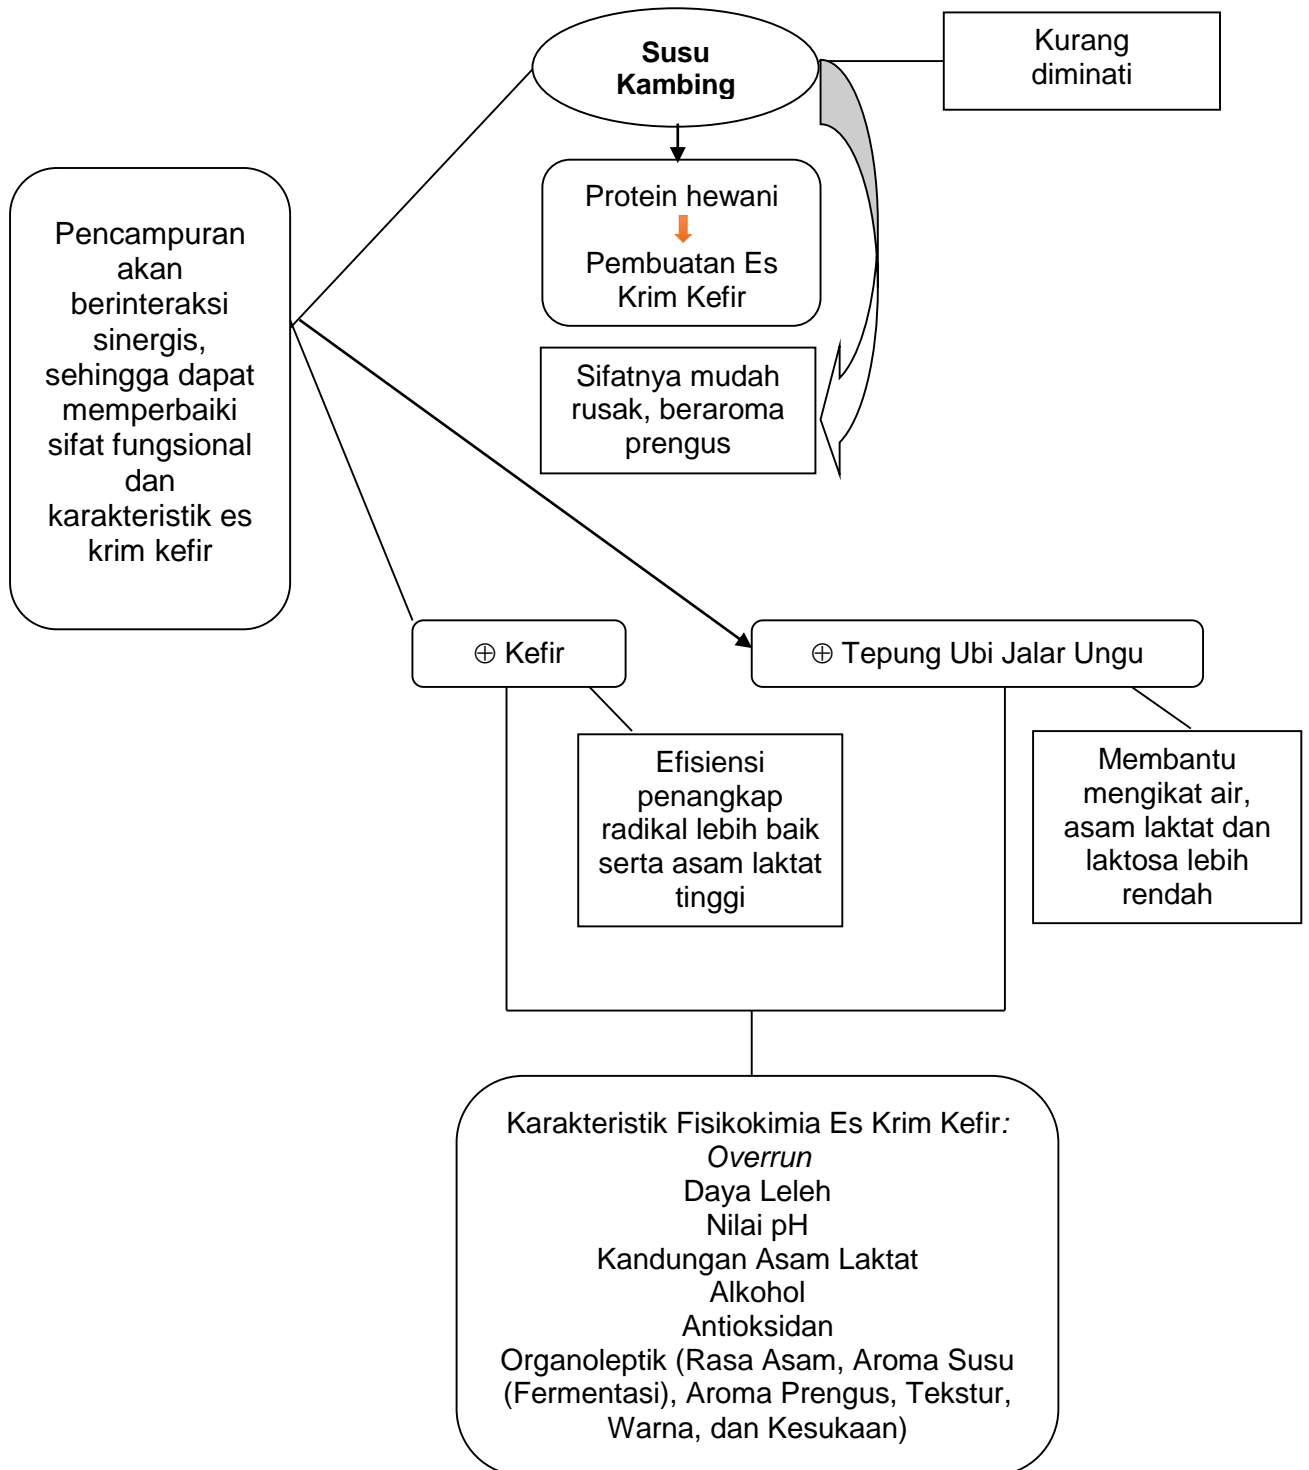 Susu
Kambing
Kurang
diminati
Protein hewani
Pembuatan Es
Krim Kefir
Pencampuran
akan
berinteraksi
sinergis,
sehingga dapat
memperbaiki
sifat fungsional
dan
karakteristik es
krim kefir
Sifatnya mudah
rusak, beraroma
prengus
⊕ Kefir
⊕ Tepung Ubi Jalar Ungu
Efisiensi
penangkap
radikal lebih baik
serta asam laktat
tinggi
Membantu
mengikat air,
asam laktat dan
laktosa lebih
rendah
Karakteristik Fisikokimia Es Krim Kefir:
Overrun
Daya Leleh
Nilai pH
Kandungan Asam Laktat
Alkohol
Antioksidan
Organoleptik (Rasa Asam, Aroma Susu
(Fermentasi), Aroma Prengus, Tekstur,
Warna, dan Kesukaan)